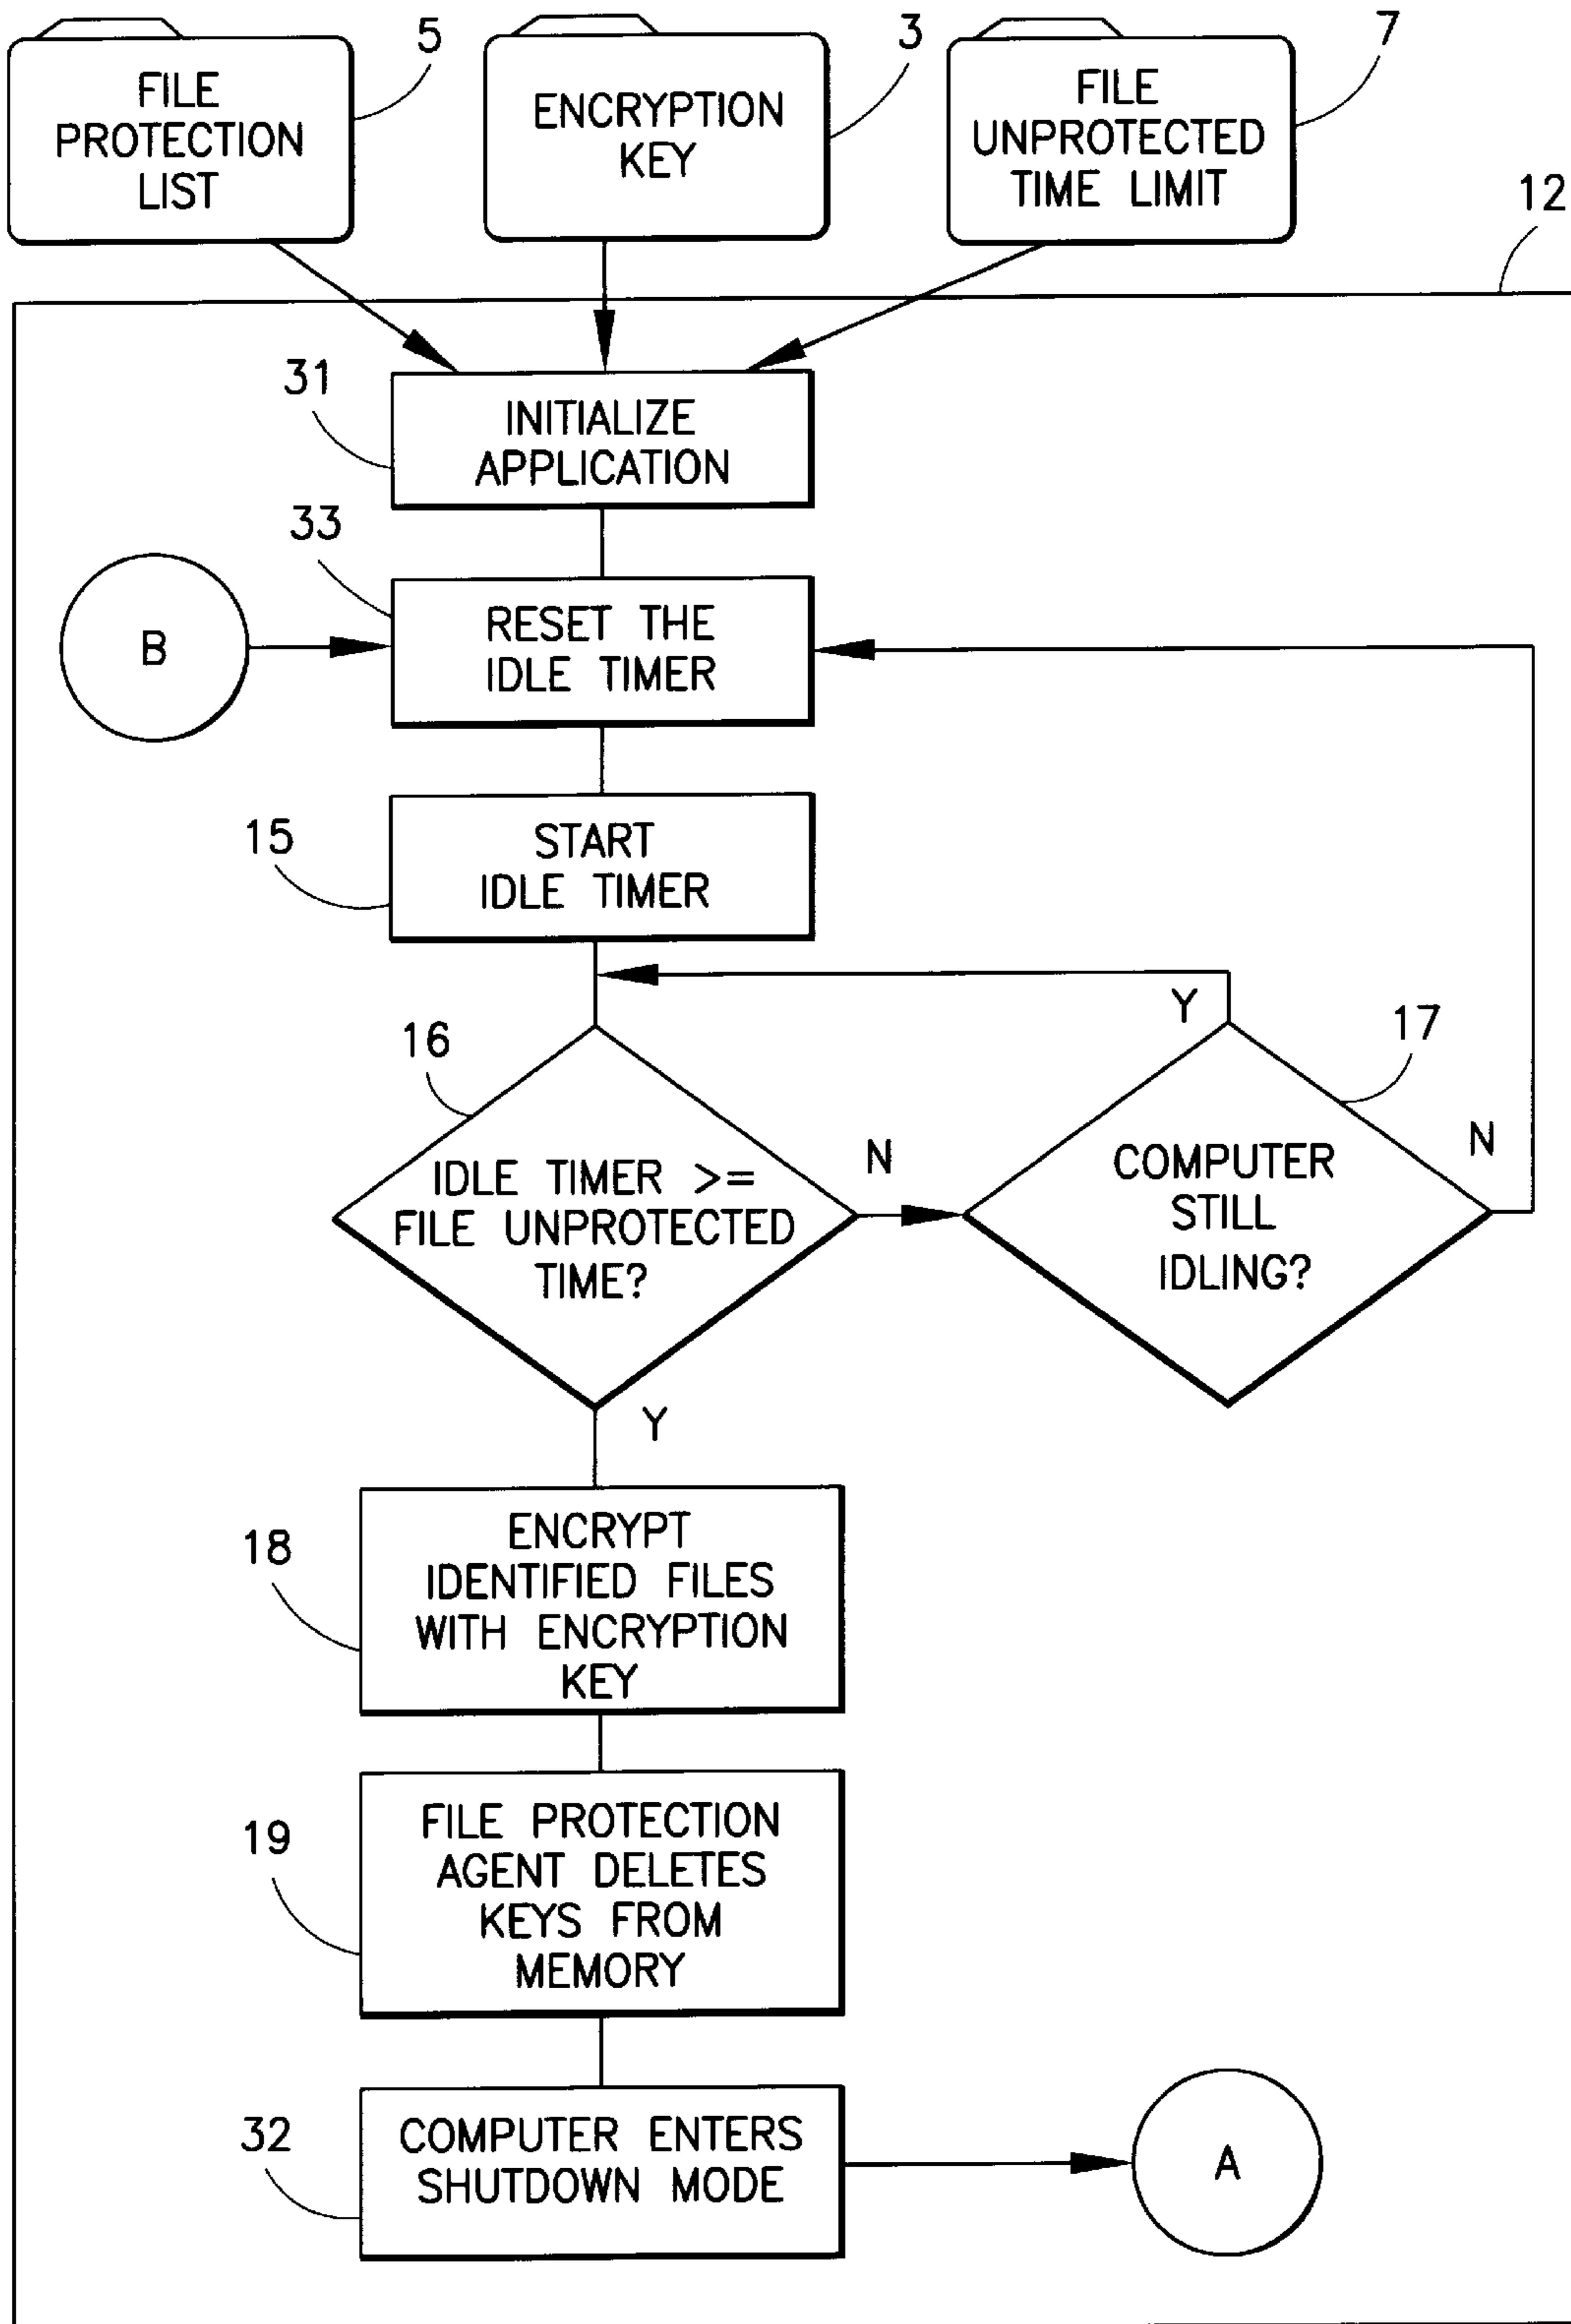 5
FILE
PROTECTION
LIST
3
ENCRYPTION
KEY
7
FILE
UNPROTECTED
TIME LIMIT
12
31
INITIALIZE
APPLICATION
33
B
RESET THE
IDLE TIMER
15
START
IDLE TIMER
16
IDLE TIMER >=
FILE UNPROTECTED
TIME?
N
Y
17
COMPUTER
STILL
IDLING?
N
Y
18
ENCRYPT
IDENTIFIED FILES
WITH ENCRYPTION
KEY
19
FILE PROTECTION
AGENT DELETES
KEYS FROM
MEMORY
32
COMPUTER ENTERS
SHUTDOWN MODE
A